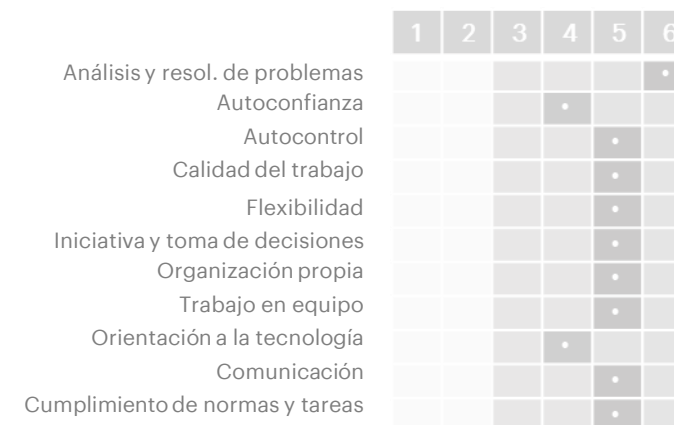 1 2 3 4 5 6
Análisis y resol. de problemas
Autoconfianza
Autocontrol
Calidad del trabajo
Flexibilidad
Iniciativa y toma de decisiones
Organización propia
Trabajo en equipo
Orientación a la tecnología
Comunicación
Cumplimiento de normas y tareas